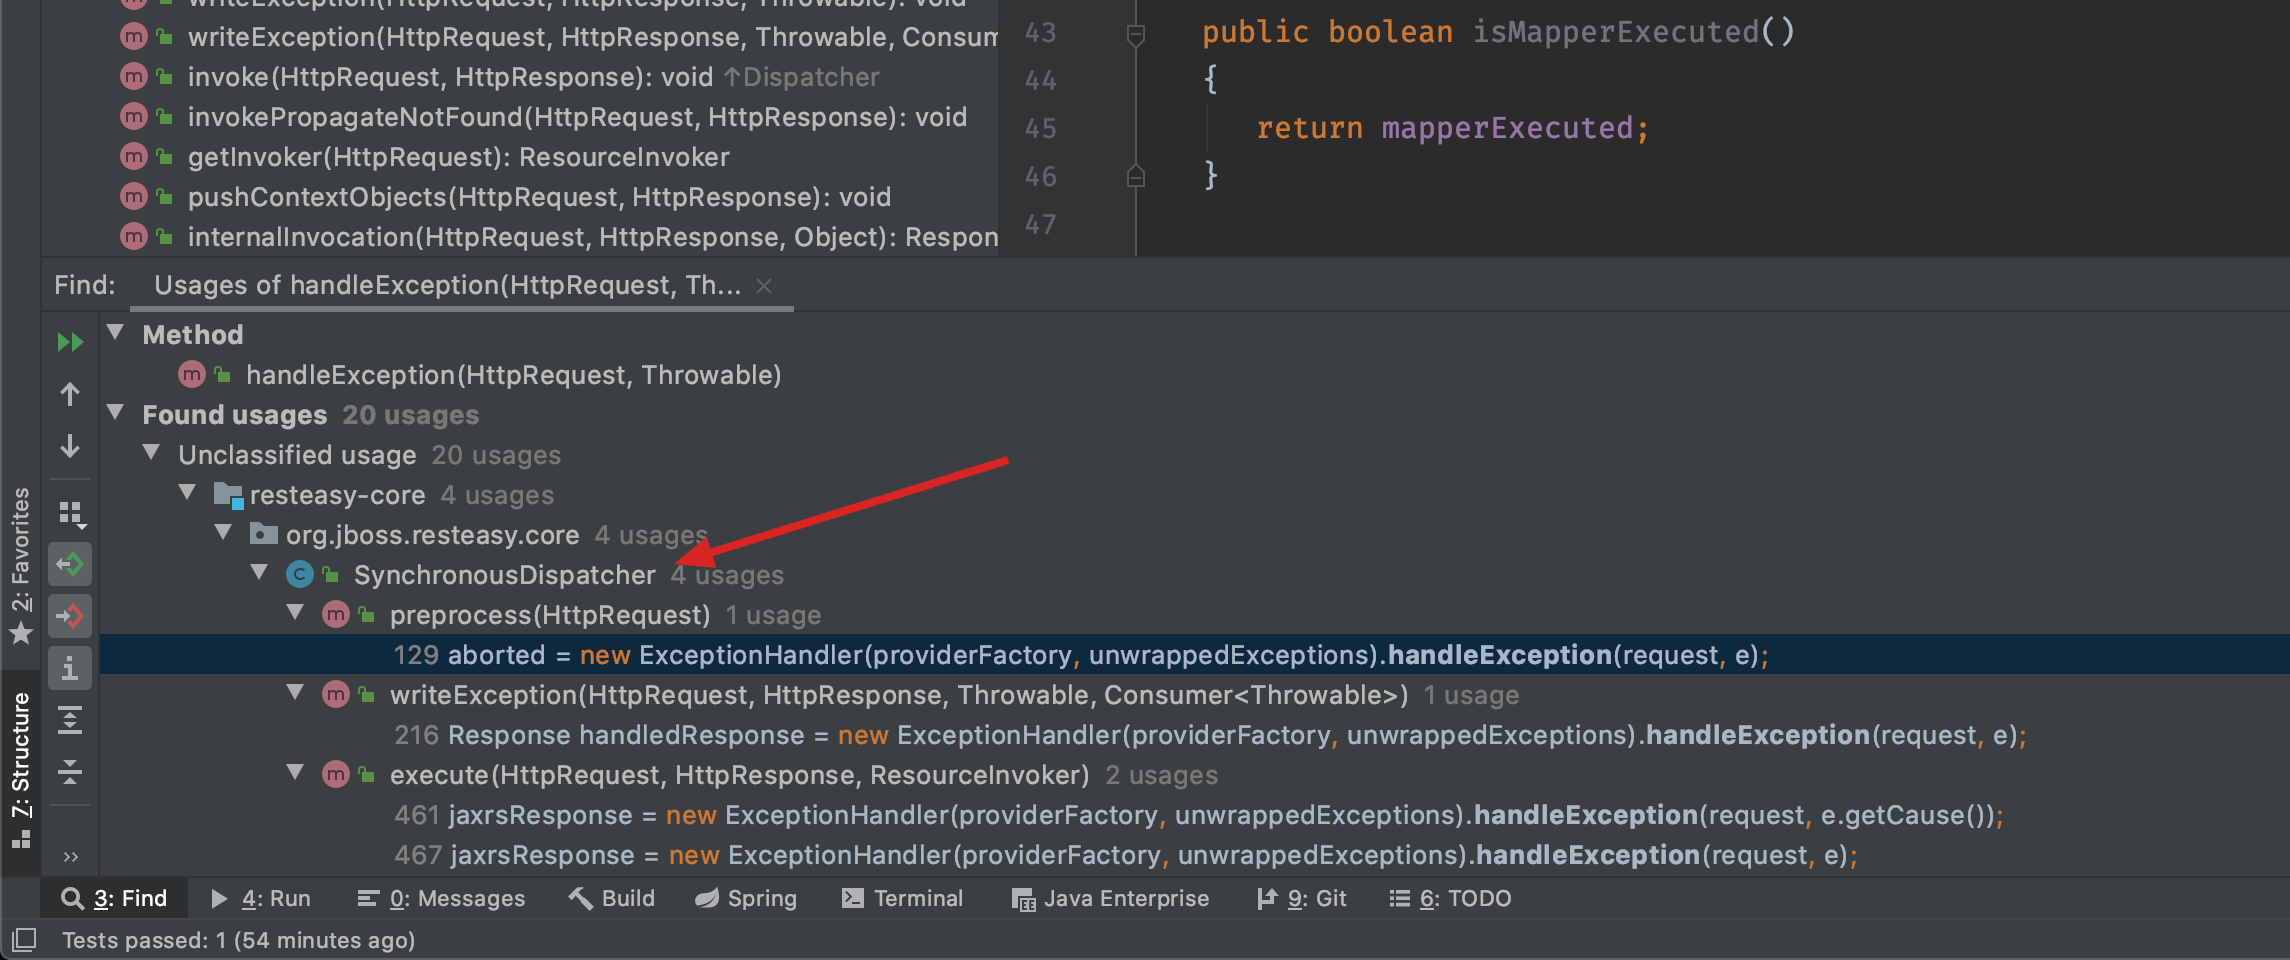 writeException(HttpRequest, HttpResponse, Throwable): void
writeException(HttpRequest, HttpResponse, Throwable, Consum
invoke(HttpRequest, HttpResponse): void ↑Dispatcher
invokePropagateNotFound(HttpRequest, HttpResponse): void
getInvoker(HttpRequest): ResourceInvoker
pushContextObjects(HttpRequest, HttpResponse): void
internalInvocation(HttpRequest, HttpResponse, Object): Respon
43 public boolean isMapperExecuted()
44 {
45 return mapperExecuted;
46 }
47
Find: Usages of handleException(HttpRequest, Th...
Method
handleException(HttpRequest, Throwable)
Found usages 20 usages
Unclassified usage 20 usages
resteasy-core 4 usages
org.jboss.resteasy.core 4 usages
SynchronousDispatcher 4 usages
preprocess(HttpRequest) 1 usage
129 aborted = new ExceptionHandler(providerFactory, unwrappedExceptions).handleException(request, e);
writeException(HttpRequest, HttpResponse, Throwable, Consumer<Throwable>) 1 usage
216 Response handledResponse = new ExceptionHandler(providerFactory, unwrappedExceptions).handleException(request, e);
execute(HttpRequest, HttpResponse, ResourceInvoker) 2 usages
461 jaxrsResponse = new ExceptionHandler(providerFactory, unwrappedExceptions).handleException(request, e.getCause());
467 jaxrsResponse = new ExceptionHandler(providerFactory, unwrappedExceptions).handleException(request, e);
2: Favorites
7: Structure
3: Find 4: Run 0: Messages Build Spring Terminal Java Enterprise 9: Git 6: TODO
Tests passed: 1 (54 minutes ago)